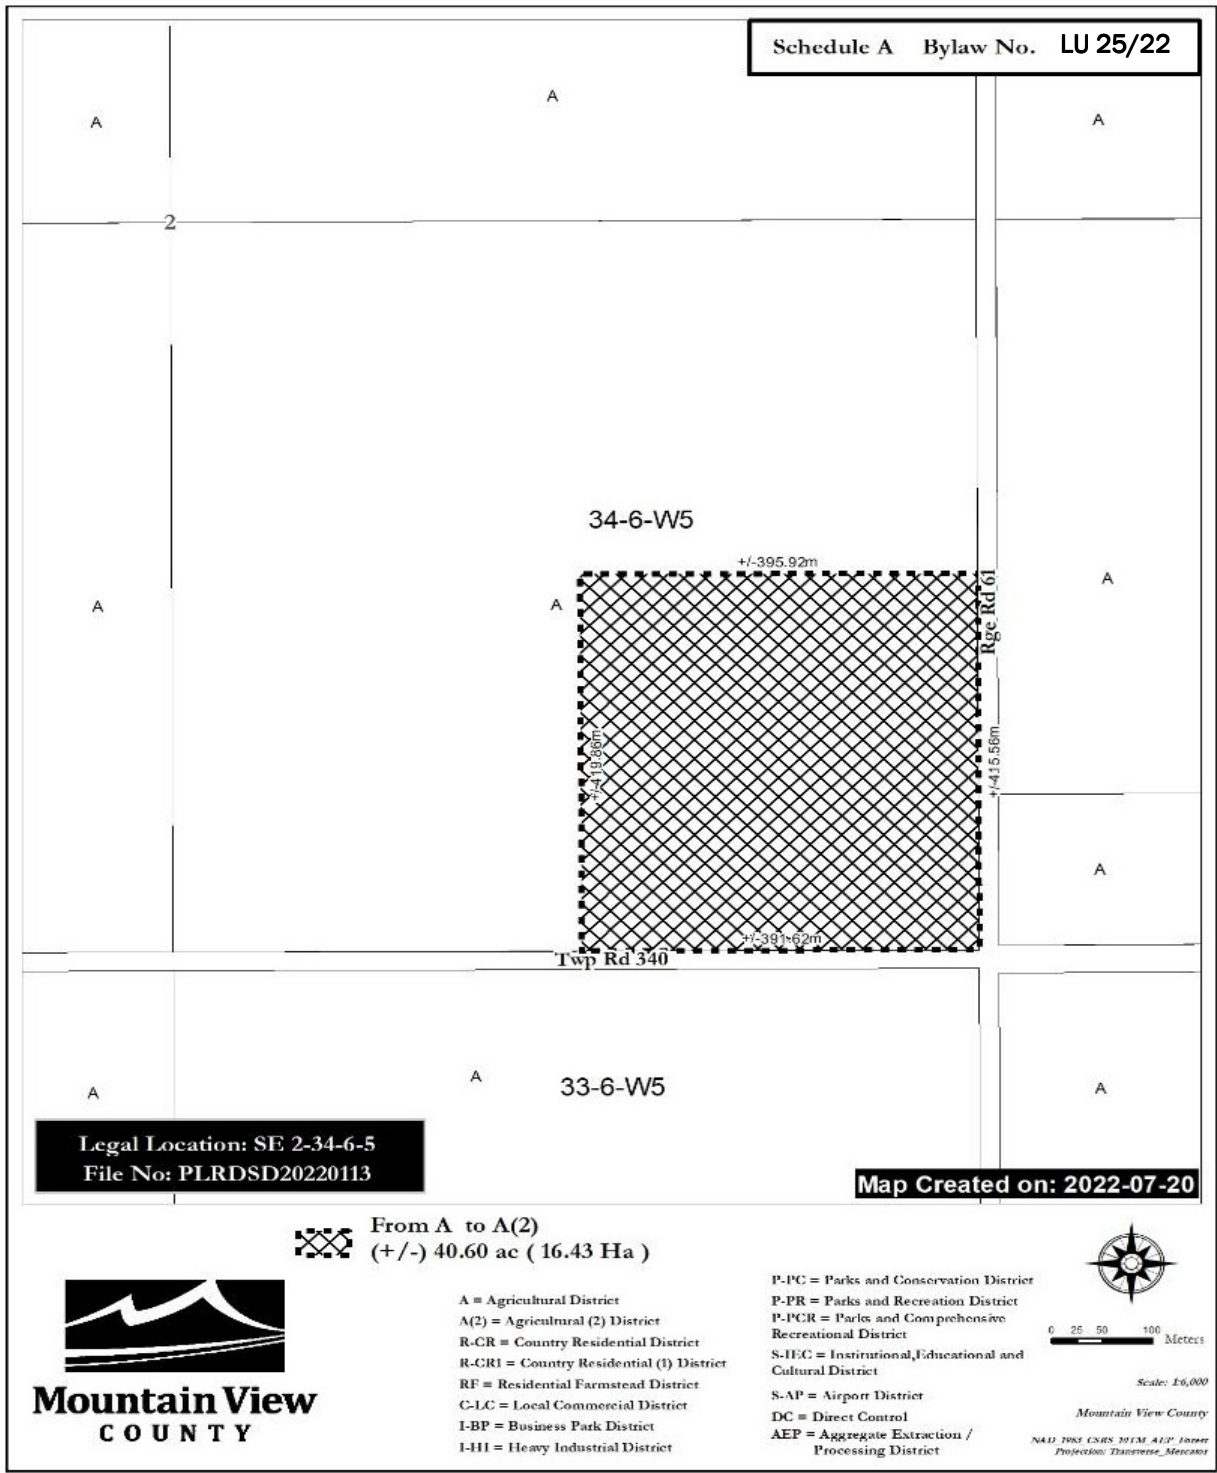 Schedule A Bylaw No. LU 25/22
A
A
A
2
34-6-W5
+/-395.92m
Rge Rd 61
A
A
A
+/-419.86m
+/-415.56m
A
+/-391.62m
Twp Rd 340
A
33-6-W5
A
A
Legal Location: SE 2-34-6-5
File No: PLRDSD20220113
Map Created on: 2022-07-20
From A to A(2)
(+/-) 40.60 ac ( 16.43 Ha )
Mountain View
COUNTY
A = Agricultural District
A(2) = Agricultural (2) District
R-CR = Country Residential District
R-CR1 = Country Residential (1) District
RF = Residential Farmstead District
C-LC = Local Commercial District
I-BP = Business Park District
I-HI = Heavy Industrial District
P-PC = Parks and Conservation District
P-PR = Parks and Recreation District
P-PCR = Parks and Comprehensive
Recreational District
S-IEC = Institutional,Educational and
Cultural District
S-AP = Airport District
DC = Direct Control
AEP = Aggregate Extraction /
Processing District
0 25 50 100
Meters
Scale: 1:6,000
Mountain View County
NAD_1983_CSRS_10TM_AEP_Forest
Projection: Transverse_Mercator